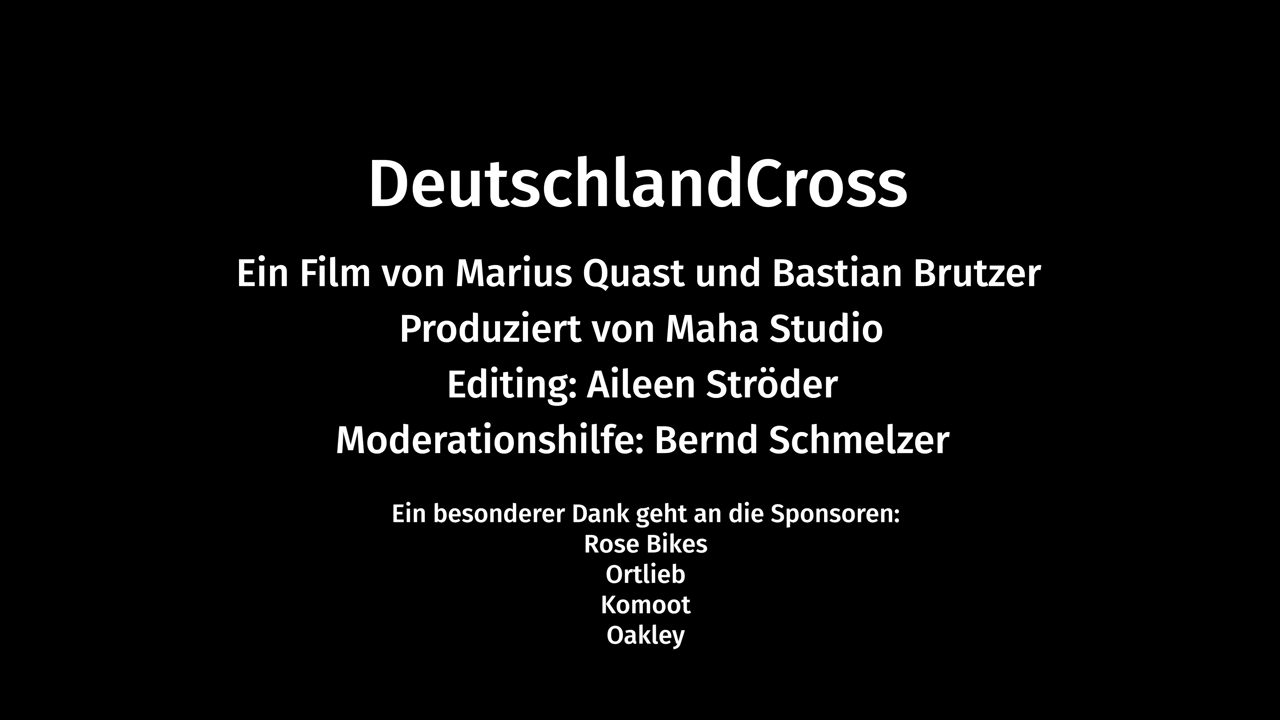 DeutschlandCross
Ein Film von Marius Quast und Bastian Brutzer
Produziert von Maha Studio
Editing: Aileen Ströder
Moderationshilfe: Bernd Schmelzer
Ein besonderer Dank geht an die Sponsoren:
Rose Bikes
Ortlieb
Komoot
Oakley